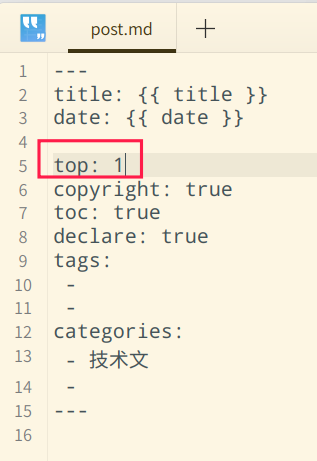 post.md
1 ---
2 title: {{ title }}
3 date: {{ date }}
4
5 top: 1
6 copyright: true
7 toc: true
8 declare: true
9 tags:
10 -
11 -
12 categories:
13 - 技术文
14 -
15 ---
16